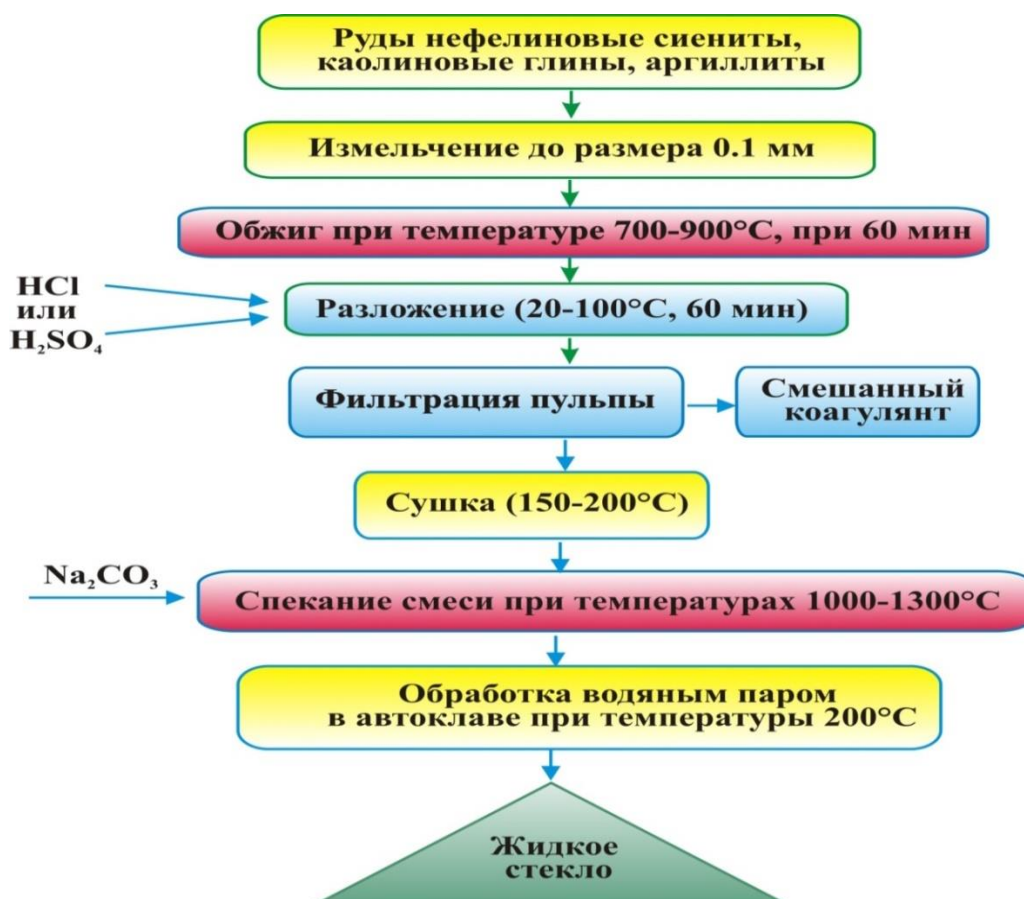 Руды нефелиновые сиениты,
каолиновые глины, аргиллиты
Измельчение до размера 0.1 мм
Обжиг при температуре 700-900°С, при 60 мин
HCl
или
H₂SO₄
Разложение (20-100°С, 60 мин)
Фильтрация пульпы
Смешанный
коагулянт
Сушка (150-200°С)
Na₂CO₃
Спекание смеси при температурах 1000-1300°С
Обработка водяным паром
в автоклаве при температуры 200°С
Жидкое
стекло